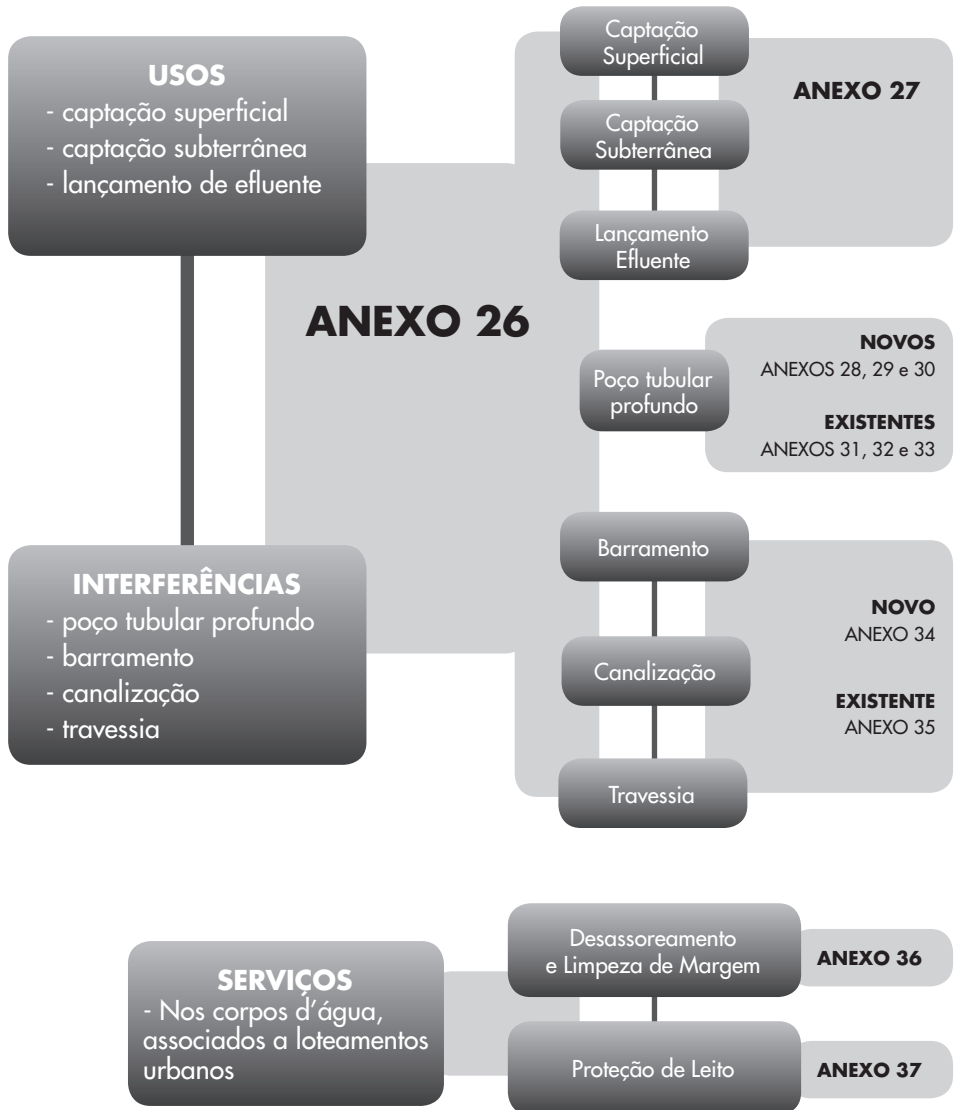 USOS
- captação superficial
- captação subterrânea
- lançamento de efluente
ANEXO 26
INTERFERÊNCIAS
- poço tubular profundo
- barramento
- canalização
- travessia
Captação
Superficial
Captação
Subterrânea
Lançamento
Efluente
ANEXO 27
Poço tubular
profundo
NOVOS
ANEXOS 28, 29 e 30
EXISTENTES
ANEXOS 31, 32 e 33
Barramento
Canalização
Travessia
NOVO
ANEXO 34
EXISTENTE
ANEXO 35
SERVIÇOS
- Nos corpos d'água,
associados a loteamentos
urbanos
Desassoreamento
e Limpeza de Margem
ANEXO 36
Proteção de Leito
ANEXO 37